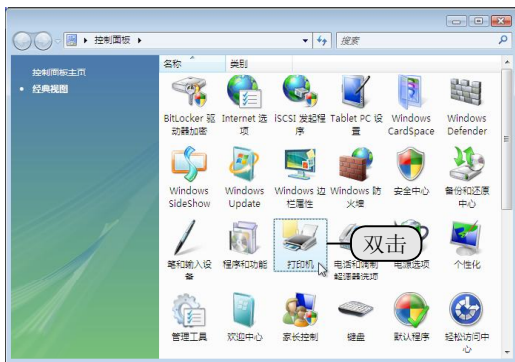 控制面板
搜索
控制面板主页
经典视图
名称 类别
BitLocker 驱动器加密
Internet 选项
iSCSI 发起程序
Tablet PC 设置
Windows CardSpace
Windows Defender
Windows SideShow
Windows Update
Windows 边栏属性
Windows 防火墙
安全中心
备份和还原中心
笔和输入设备
程序和功能
打印机
双击
电话和调制解调器选项
电源选项
个性化
管理工具
欢迎中心
家长控制
键盘
默认程序
轻松访问中心